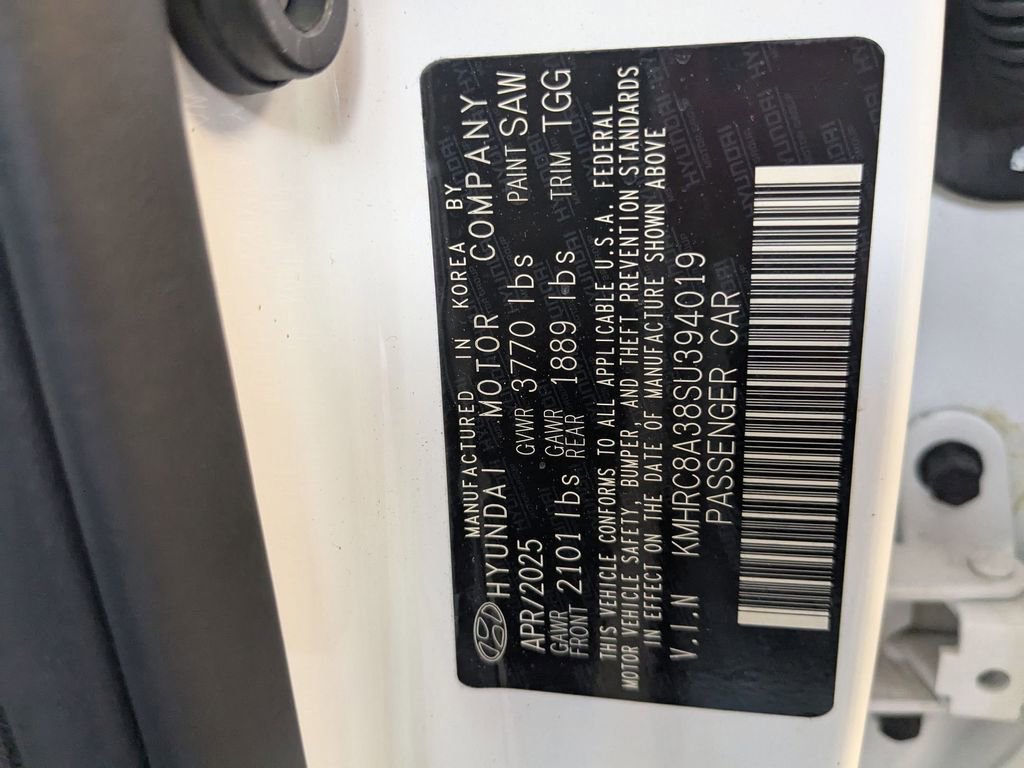 MANUFACTURED IN KOREA BY
HYUNDAI MOTOR COMPANY
APR/2025 GVWR 3770 lbs PAINT SAW
GAWR FRONT 2101 lbs GAWR REAR 1889 lbs TRIM TGG
THIS VEHICLE CONFORMS TO ALL APPLICABLE U.S.A. FEDERAL
MOTOR VEHICLE SAFETY, BUMPER, AND THEFT PREVENTION STANDARDS
IN EFFECT ON THE DATE OF MANUFACTURE SHOWN ABOVE
V.I.N KMHRC8A38SU394019
PASSENGER CAR